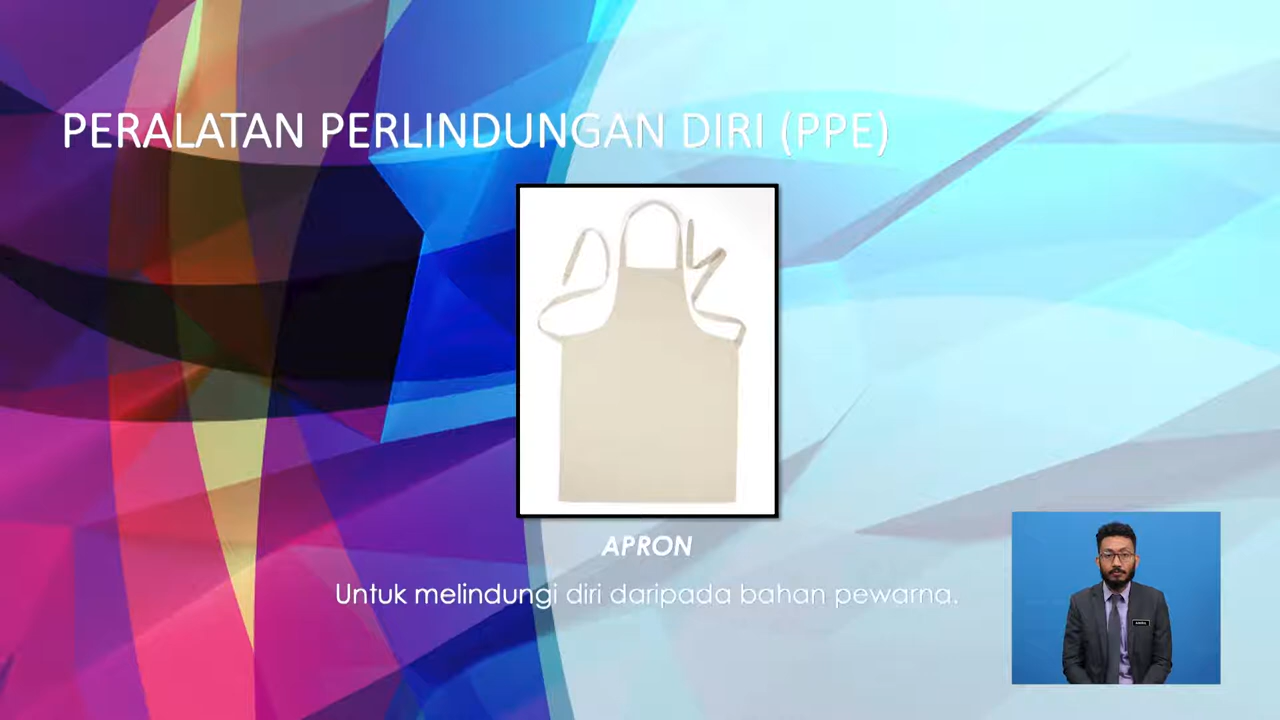 PERALATAN PERLINDUNGAN DIRI (PPE)
APRON
Untuk melindungi diri daripada bahan pewarna.